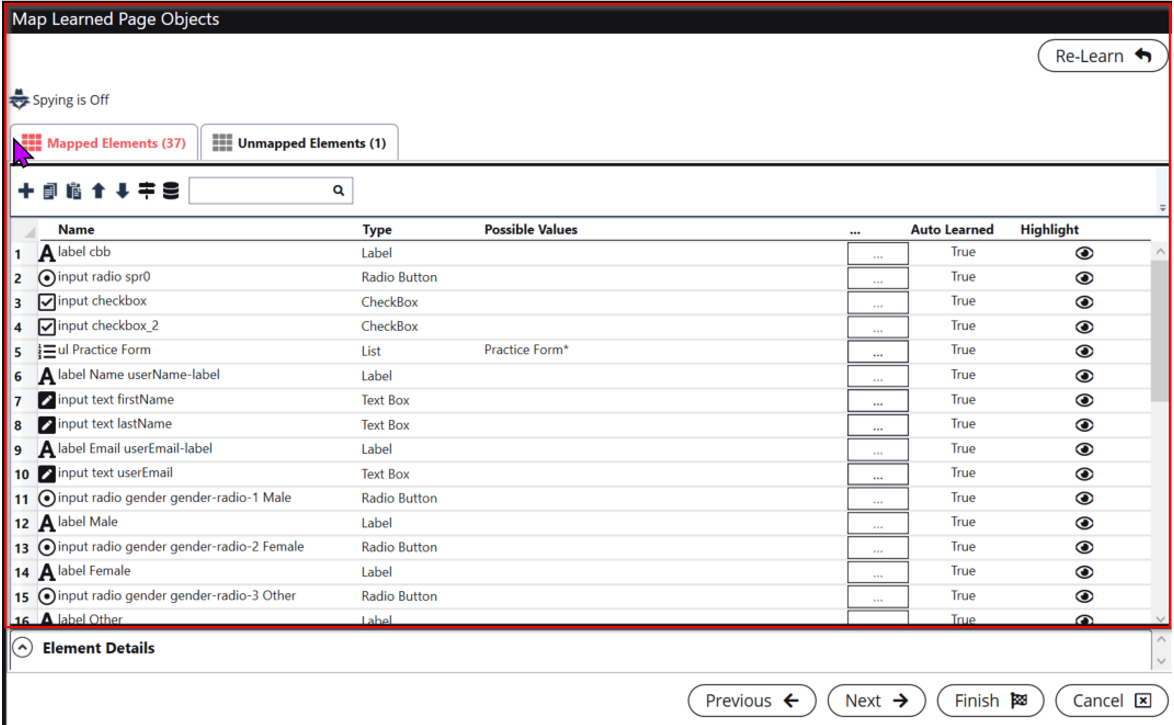 Map Learned Page Objects
Re-Learn
Spying is Off
Mapped Elements (37) Unmapped Elements (1)
Name Type Possible Values ... Auto Learned Highlight
1 label cbb Label ... True
2 input radio spr0 Radio Button ... True
3 input checkbox CheckBox ... True
4 input checkbox_2 CheckBox ... True
5 ul Practice Form List Practice Form* ... True
6 label Name userName-label Label ... True
7 input text firstName Text Box ... True
8 input text lastName Text Box ... True
9 label Email userEmail-label Label ... True
10 input text userEmail Text Box ... True
11 input radio gender gender-radio-1 Male Radio Button ... True
12 label Male Label ... True
13 input radio gender gender-radio-2 Female Radio Button ... True
14 label Female Label ... True
15 input radio gender gender-radio-3 Other Radio Button ... True
16 label Other Label True
Element Details
Previous Next Finish Cancel